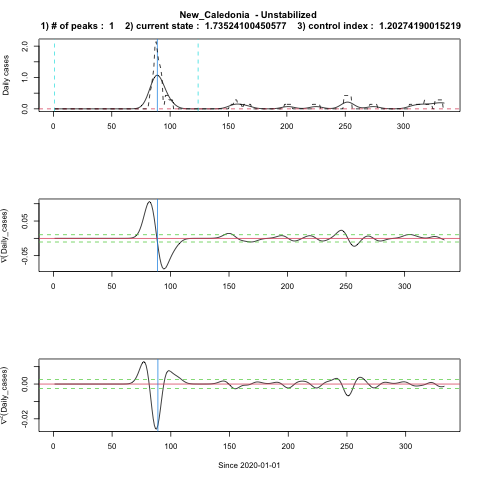 New_Caledonia - Unstabilized
1) # of peaks : 1 2) current state : 1.73524100450577 3) control index : 1.20274190015219
Daily cases
0.0 1.0 2.0
0 50 100 150 200 250 300
∇(Daily_cases)
-0.05 0.05
0 50 100 150 200 250 300
∇²(Daily_cases)
-0.02 0.00
0 50 100 150 200 250 300
Since 2020-01-01